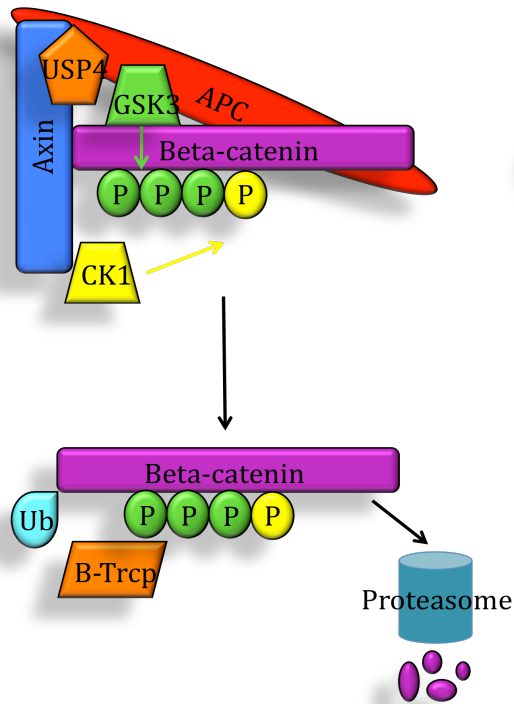 USP4
GSK3
APC
Axin
Beta-catenin
P P P P
CK1
Beta-catenin
P P P P
Ub
B-Trcp
Proteasome